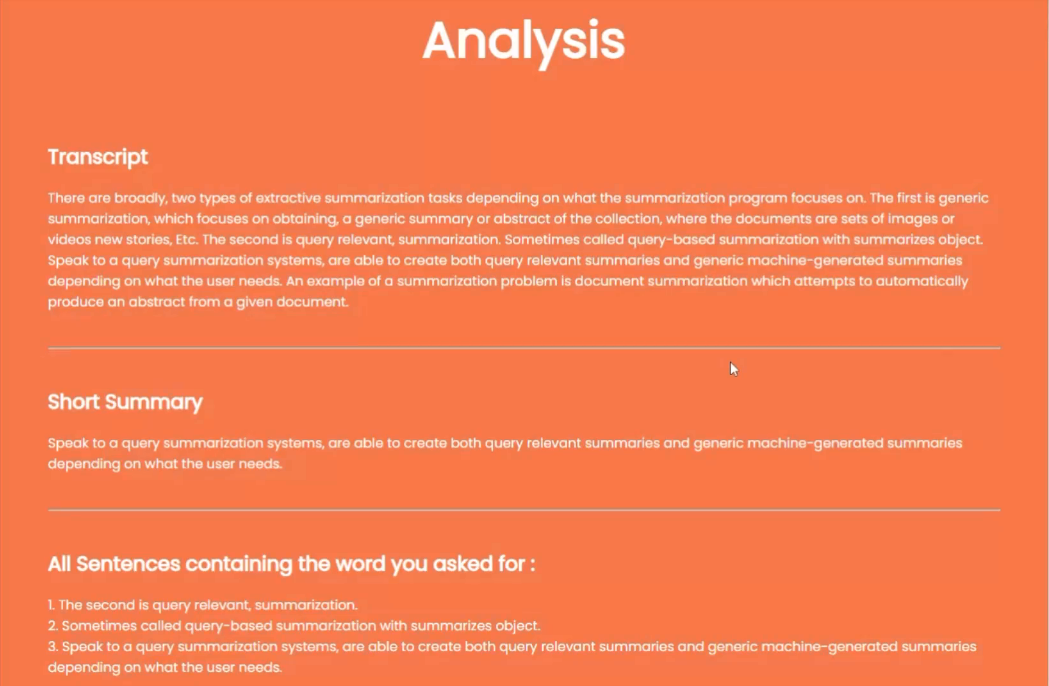 Analysis
Transcript
There are broadly, two types of extractive summarization tasks depending on what the summarization program focuses on. The first is generic
summarization, which focuses on obtaining, a generic summary or abstract of the collection, where the documents are sets of images or
videos new stories, Etc. The second is query relevant, summarization. Sometimes called query-based summarization with summarizes object.
Speak to a query summarization systems, are able to create both query relevant summaries and generic machine-generated summaries
depending on what the user needs. An example of a summarization problem is document summarization which attempts to automatically
produce an abstract from a given document.
Short Summary
Speak to a query summarization systems, are able to create both query relevant summaries and generic machine-generated summaries
depending on what the user needs.
All Sentences containing the word you asked for :
1. The second is query relevant, summarization.
2. Sometimes called query-based summarization with summarizes object.
3. Speak to a query summarization systems, are able to create both query relevant summaries and generic machine-generated summaries
depending on what the user needs.